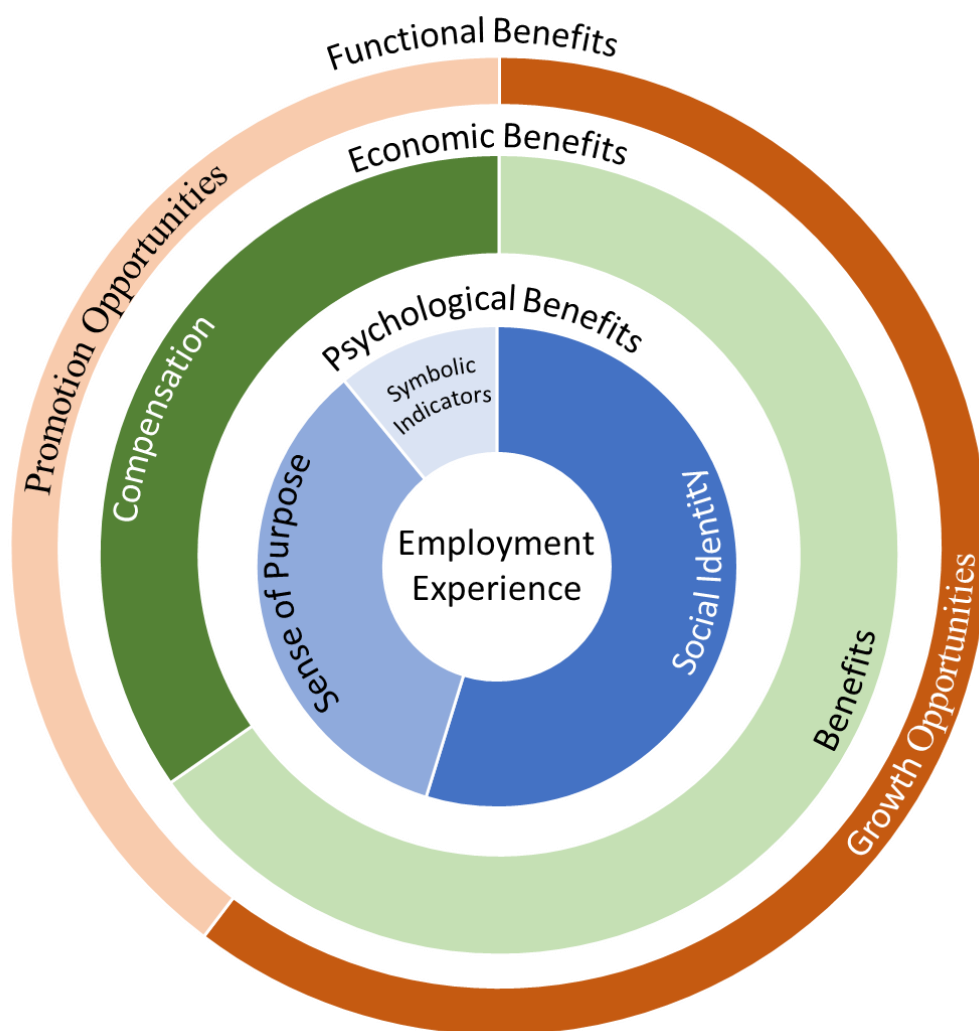 Functional Benefits
Economic Benefits
Promotion Opportunities
Psychological Benefits
Compensation
Symbolic
Indicators
Sense of Purpose
Employment
Experience
Social Identity
Benefits
Growth Opportunities